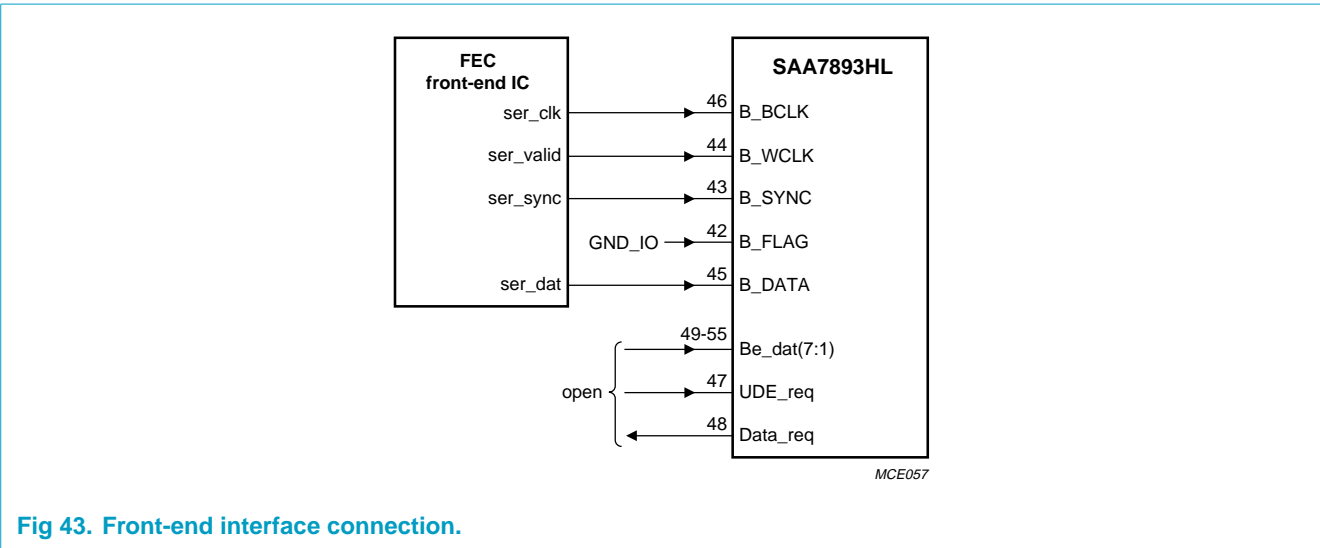 FEC
front-end IC
SAA7893HL
ser_clk 46 B_BCLK
ser_valid 44 B_WCLK
ser_sync 43 B_SYNC
GND_IO 42 B_FLAG
ser_dat 45 B_DATA
49-55 Be_dat(7:1)
open 47 UDE_req
48 Data_req
MCE057
Fig 43. Front-end interface connection.